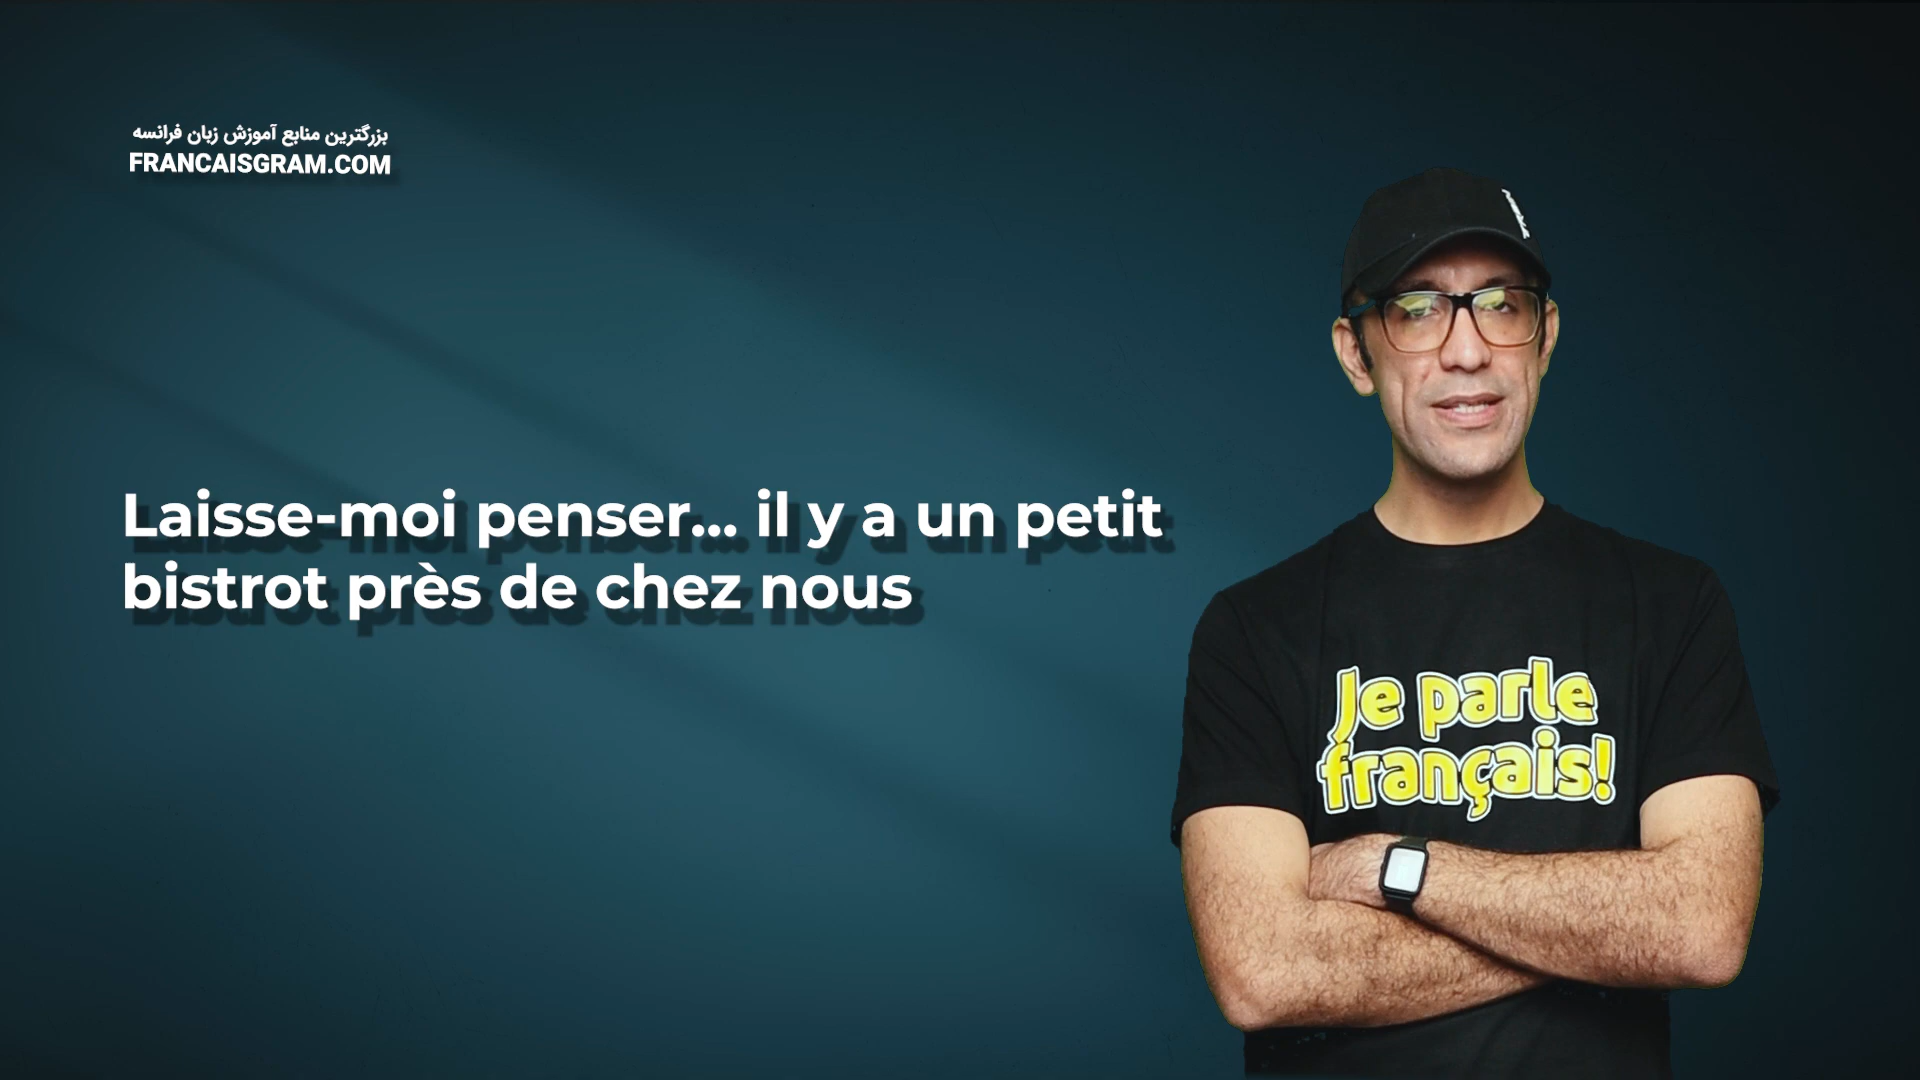 بزرگترین منابع آموزش زبان فرانسه
FRANCAISGRAM.COM
Laisse-moi penser... il y a un petit
bistrot près de chez nous
Je parle
français!